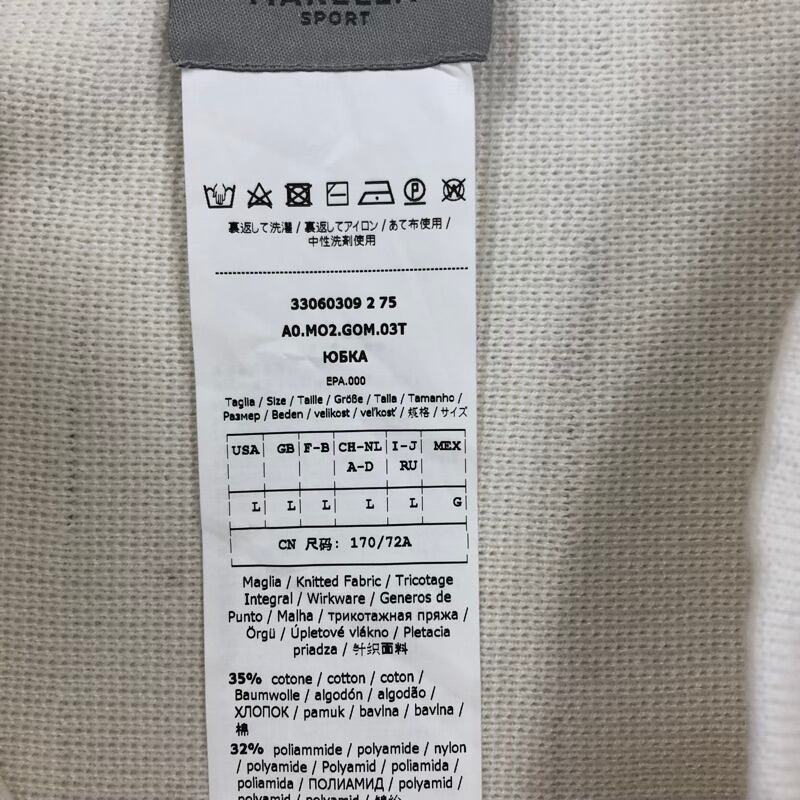 SPORT
裏返して洗濯 / 裏返してアイロン / あて布使用 /
中性洗剤使用
33060309 2 75
A0.MO2.GOM.03T
ЮБКА
EPA.000
Taglia / Size / Taille / Größe / Talla / Tamanho /
Размер / Beden / velikost / veľkosť / 规格 / サイズ
USA GB F-B CH-NL I-J MEX
A-D RU
L L L L L G
CN 尺码: 170/72A
Maglia / Knitted Fabric / Tricotage
Integral / Wirkware / Generos de
Punto / Malha / трикотажная пряжа /
Örgü / Úpletové vlákno / Pletacia
priadza / 针织面料
35% cotone / cotton / coton /
Baumwolle / algodón / algodão /
ХЛОПОК / pamuk / bavlna / bavlna /
棉
32% poliammide / polyamide / nylon
/ polyamide / Polyamid / poliamida /
poliamida / ПОЛИАМИД / polyamid /
polyamid / polyamid /